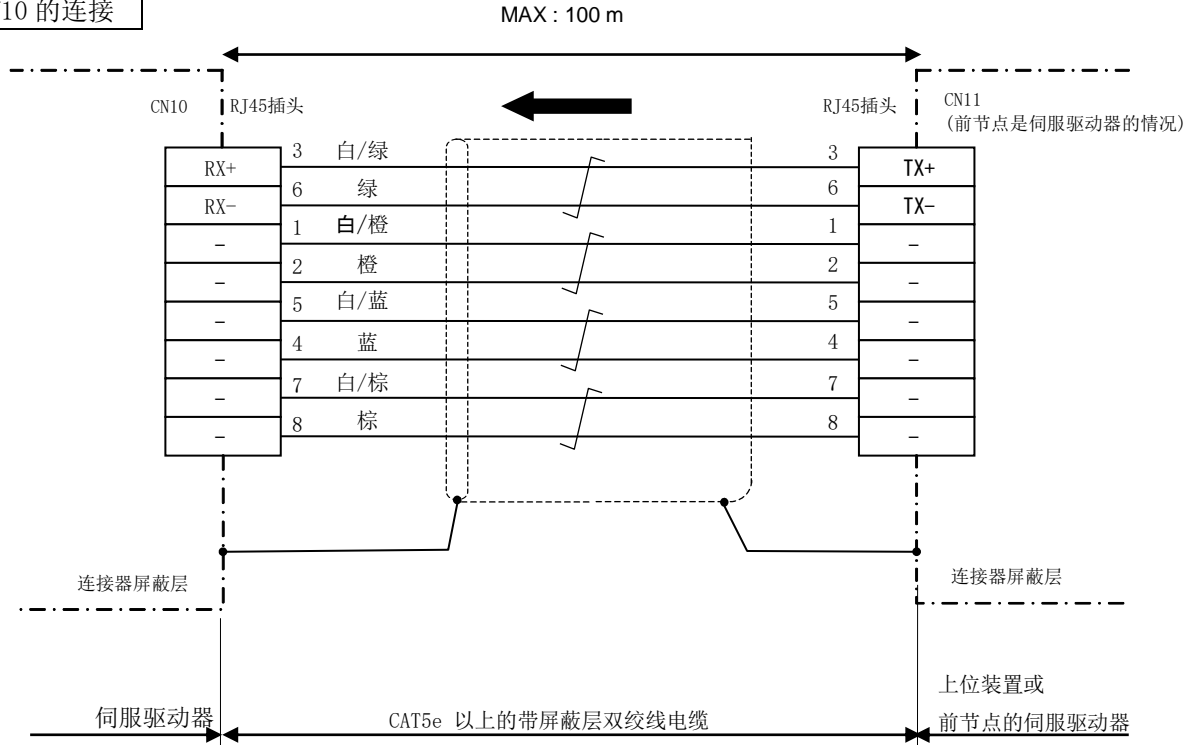 10 的连接
MAX : 100 m
CN10 RJ45插头
RJ45插头 CN11
(前节点是伺服驱动器的情况)
RX+ 3 白/绿 3 TX+
RX− 6 绿 6 TX−
− 1 白/橙 1 −
− 2 橙 2 −
− 5 白/蓝 5 −
− 4 蓝 4 −
− 7 白/棕 7 −
− 8 棕 8 −
连接器屏蔽层
连接器屏蔽层
伺服驱动器
CAT5e 以上的带屏蔽层双绞线电缆
上位装置或
前节点的伺服驱动器